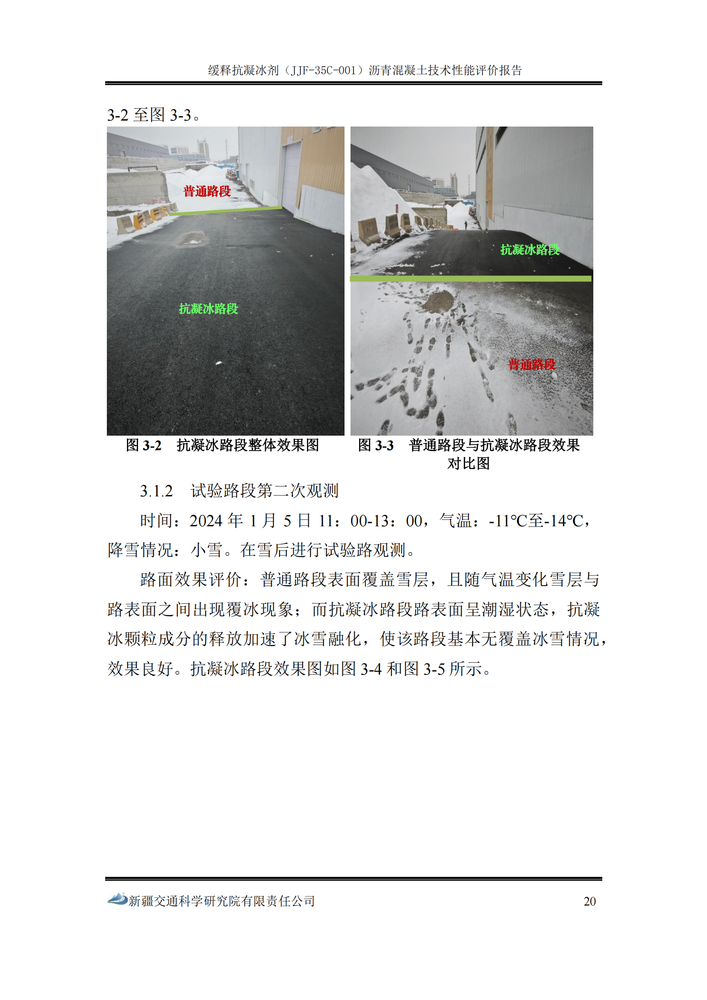 缓释抗凝冰剂（JJF-35C-001）沥青混凝土技术性能评价报告
3-2 至图 3-3。
普通路段
抗凝冰路段
抗凝冰路段
普通路段
图 3-2 抗凝冰路段整体效果图
图 3-3 普通路段与抗凝冰路段效果
对比图
3.1.2 试验路段第二次观测
时间：2024 年 1 月 5 日 11：00-13：00，气温：-11℃至-14℃，
降雪情况：小雪。在雪后进行试验路观测。
路面效果评价：普通路段表面覆盖雪层，且随气温变化雪层与
路表面之间出现覆冰现象；而抗凝冰路段路表面呈潮湿状态，抗凝
冰颗粒成分的释放加速了冰雪融化，使该路段基本无覆盖冰雪情况，
效果良好。抗凝冰路段效果图如图 3-4 和图 3-5 所示。
新疆交通科学研究院有限责任公司
20